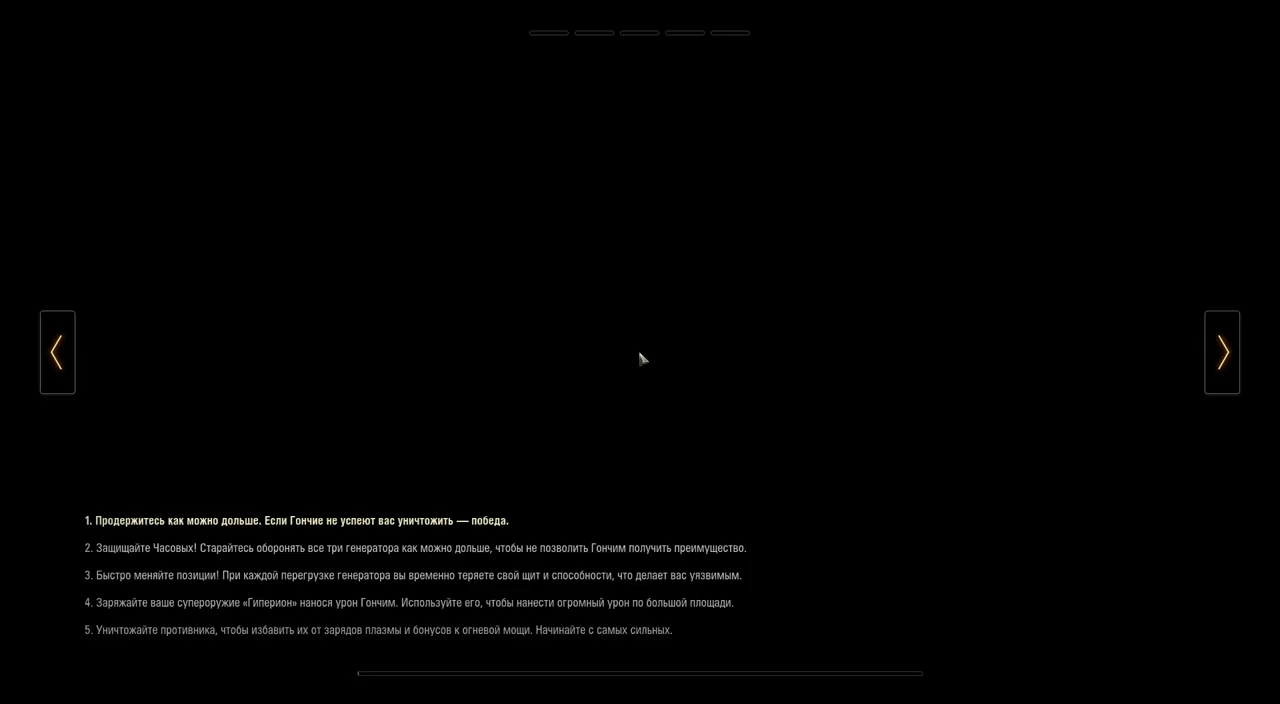 1. Продержитесь как можно дольше. Если Гончие не успеют вас уничтожить — победа.
2. Защищайте Часовых! Старайтесь оборонять все три генератора как можно дольше, чтобы не позволить Гончим получить преимущество.
3. Быстро меняйте позиции! При каждой перегрузке генератора вы временно теряете свой щит и способности, что делает вас уязвимым.
4. Заряжайте ваше супероружие «Гиперион» нанося урон Гончим. Используйте его, чтобы нанести огромный урон по большой площади.
5. Уничтожайте противника, чтобы избавить их от зарядов плазмы и бонусов к огневой мощи. Начинайте с самых сильных.